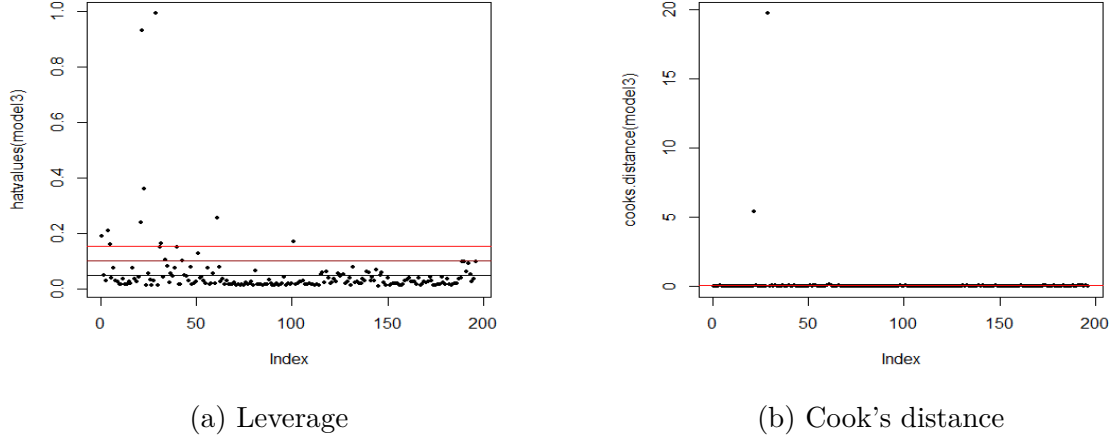 hatvalues(model3)
1.0
0.8
0.6
0.4
0.2
0.0
0 50 100 150 200
Index
(a) Leverage
cooks.distance(model3)
20
15
10
5
0
0 50 100 150 200
Index
(b) Cook's distance